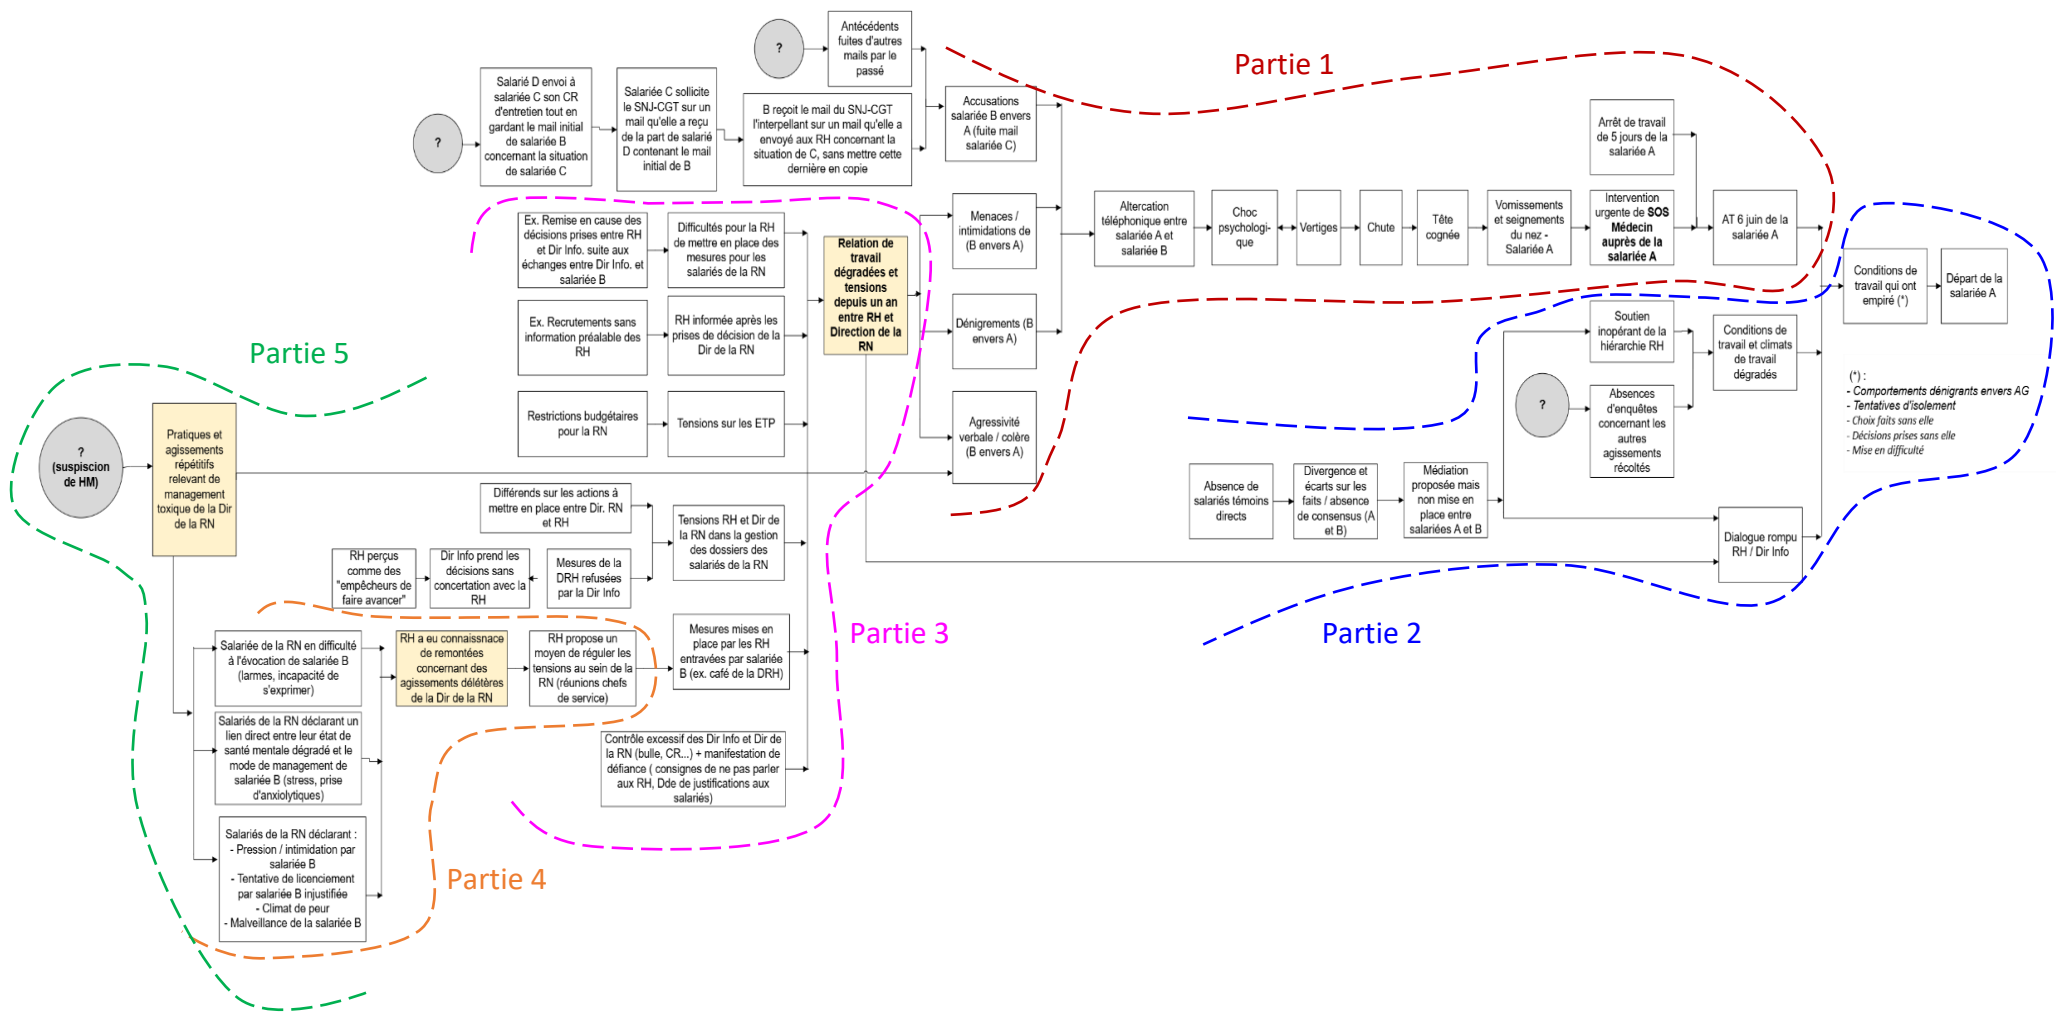 ?
Antécédents
fuites d'autres
mails par le
passé
Partie 1
Salarié D envoi à
salariée C son CR
d'entretien tout en
gardant le mail initial
de salariée B
concernant la situation
de salariée C
Salariée C sollicite
le SNJ-CGT sur un
mail qu'elle a reçu
de la part de salarié
D contenant le mail
initial de B
B reçoit le mail du SNJ-CGT
l'interpellant sur un mail qu'elle a
envoyé aux RH concernant la
situation de C, sans mettre cette
dernière en copie
Accusations
salariée B envers
A (fuite mail
salariée C)
?
Arrêt de travail
de 5 jours de la
salariée A
Ex. Remise en cause des
décisions prises entre RH
et Dir Info. suite aux
échanges entre Dir Info. et
salariée B
Difficultés pour la RH
de mettre en place des
mesures pour les
salariés de la RN
Relation de
travail
dégradées et
tensions
depuis un an
entre RH et
Direction de la
RN
Menaces /
intimidations de
(B envers A)
Altercation
téléphonique entre
salariée A et
salariée B
Choc
psychologi-
que
Vertiges
Chute
Tête
cognée
Vomissements
et seignements
du nez -
Salariée A
Intervention
urgente de SOS
Médecin
auprès de la
salariée A
AT 6 juin de la
salariée A
Conditions de
travail qui ont
empiré (*)
Départ de la
salariée A
Ex. Recrutements sans
information préalable des
RH
RH informée après les
prises de décision de la
Dir de la RN
Dénigrements (B
envers A)
Soutien
inopérant de la
hiérarchie RH
Conditions de
travail et climats
de travail
dégradés
Partie 5
(*) :
- Comportements dénigrants envers AG
- Tentatives d'isolement
- Choix faits sans elle
- Décisions prises sans elle
- Mise en difficulté
Restrictions budgétaires
pour la RN
Tensions sur les ETP
Agressivité
verbale / colère
(B envers A)
?
Absences
d'enquêtes
concernant les
autres
agissements
récoltés
?
(suspiscion
de HM)
Pratiques et
agissements
répétitifs
relevant de
management
toxique de la Dir
de la RN
Absence de
salariés témoins
directs
Divergence et
écarts sur les
faits / absence
de consensus (A
et B)
Médiation
proposée mais
non mise en
place entre
salariées A et B
Différends sur les actions à
mettre en place entre Dir. RN
et RH
Tensions RH et Dir de
la RN dans la gestion
des dossiers des
salariés de la RN
Dialogue rompu
RH / Dir Info
RH perçus
comme des
"empêcheurs de
faire avancer"
Dir Info prend les
décisions sans
concertation avec la
RH
Mesures de la
DRH refusées
par la Dir Info
Partie 3
Partie 2
Salariée de la RN en difficulté
à l'évocation de salariée B
(larmes, incapacité de
s'exprimer)
RH a eu connaissnace
de remontées
concernant des
agissements délétères
de la Dir de la RN
RH propose un
moyen de réguler les
tensions au sein de la
RN (réunions chefs
de service)
Mesures mises en
place par les RH
entravées par salariée
B (ex. café de la DRH)
Salariés de la RN déclarant un
lien direct entre leur état de
santé mentale dégradé et le
mode de management de
salariée B (stress, prise
d'anxiolytiques)
Contrôle excessif des Dir Info et Dir de
la RN (bulle, CR...) + manifestation de
défiance ( consignes de ne pas parler
aux RH, Dde de justifications aux
salariés)
Salariés de la RN déclarant :
- Pression / intimidation par
salariée B
- Tentative de licenciement
par salariée B injustifiée
- Climat de peur
- Malveillance de la salariée B
Partie 4